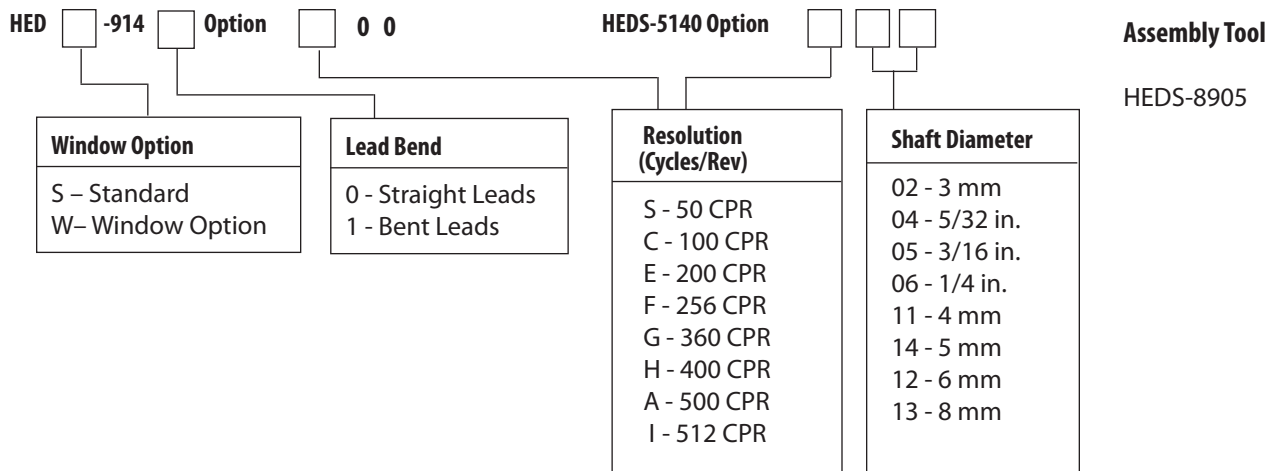 HED -914 Option 0 0 HEDS-5140 Option
Assembly Tool
HEDS-8905
Window Option
S – Standard
W– Window Option
Lead Bend
0 - Straight Leads
1 - Bent Leads
Resolution
(Cycles/Rev)
S - 50 CPR
C - 100 CPR
E - 200 CPR
F - 256 CPR
G - 360 CPR
H - 400 CPR
A - 500 CPR
I - 512 CPR
Shaft Diameter
02 - 3 mm
04 - 5/32 in.
05 - 3/16 in.
06 - 1/4 in.
11 - 4 mm
14 - 5 mm
12 - 6 mm
13 - 8 mm